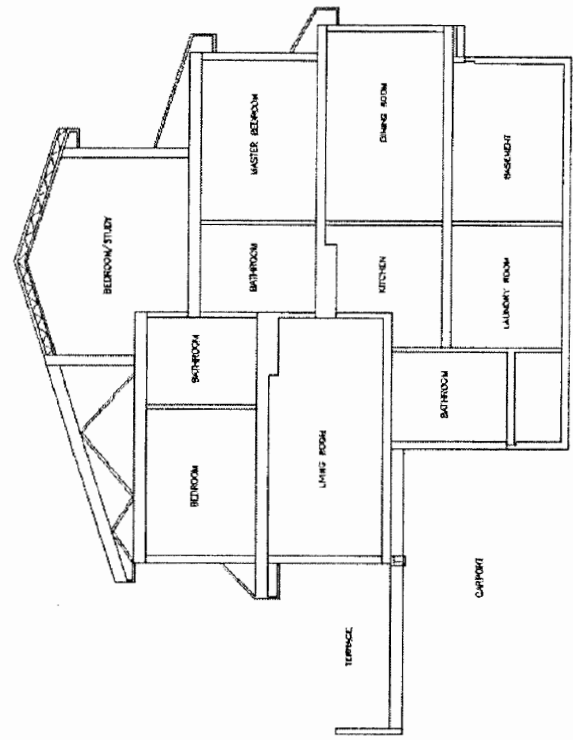 BEDROOM/STUDY
MASTER BEDROOM
BATHROOM
BATHROOM
BEDROOM
DINING ROOM
KITCHEN
LIVING ROOM
BASEMENT
LAUNDRY ROOM
BATHROOM
TERRACE
CARPORT